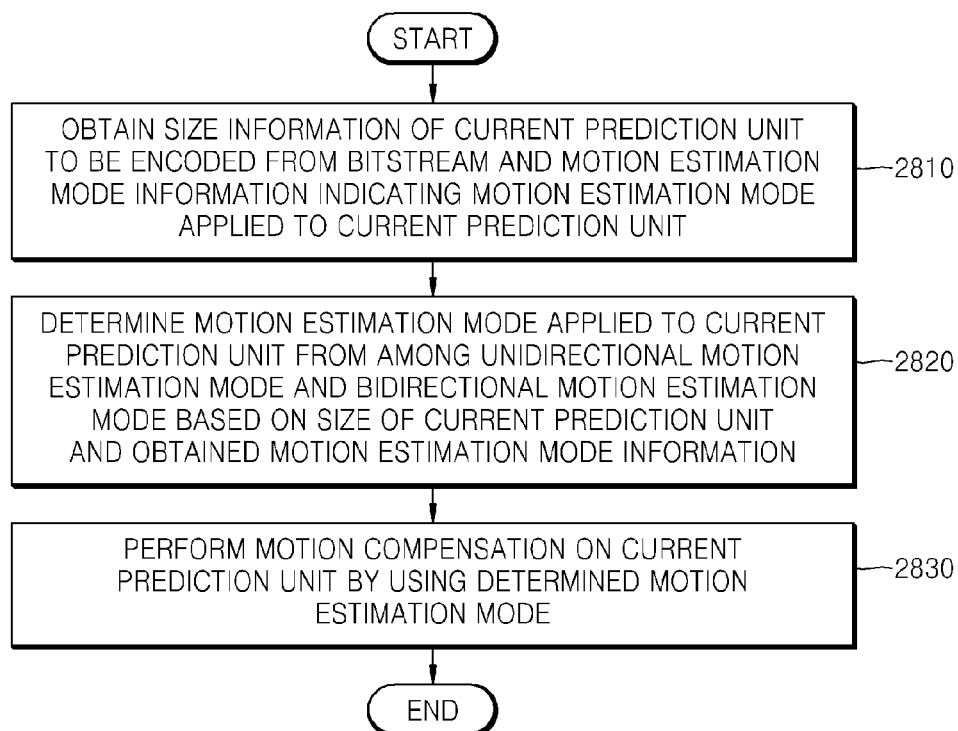 START
OBTAIN SIZE INFORMATION OF CURRENT PREDICTION UNIT
TO BE ENCODED FROM BITSTREAM AND MOTION ESTIMATION
MODE INFORMATION INDICATING MOTION ESTIMATION MODE
APPLIED TO CURRENT PREDICTION UNIT
2810
DETERMINE MOTION ESTIMATION MODE APPLIED TO CURRENT
PREDICTION UNIT FROM AMONG UNIDIRECTIONAL MOTION
ESTIMATION MODE AND BIDIRECTIONAL MOTION ESTIMATION
MODE BASED ON SIZE OF CURRENT PREDICTION UNIT
AND OBTAINED MOTION ESTIMATION MODE INFORMATION
2820
PERFORM MOTION COMPENSATION ON CURRENT
PREDICTION UNIT BY USING DETERMINED MOTION
ESTIMATION MODE
2830
END